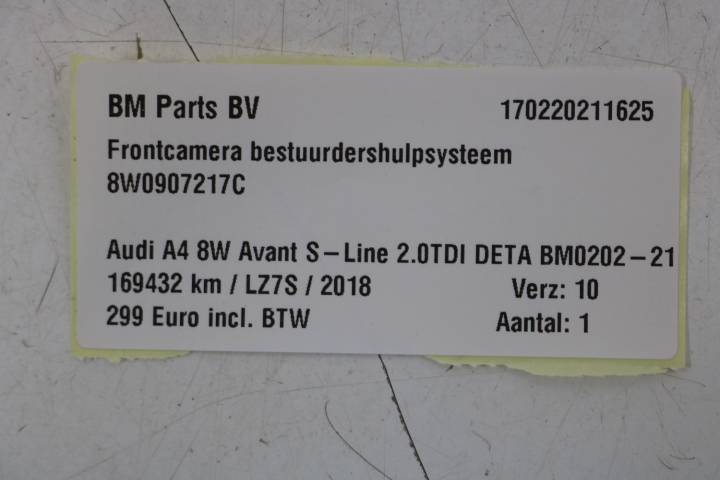 BM Parts BV 170220211625
Frontcamera bestuurdershulpsysteem
8W0907217C
Audi A4 8W Avant S-Line 2.0TDI DETA BM0202-21
169432 km / LZ7S / 2018 Verz: 10
299 Euro incl. BTW Aantal: 1